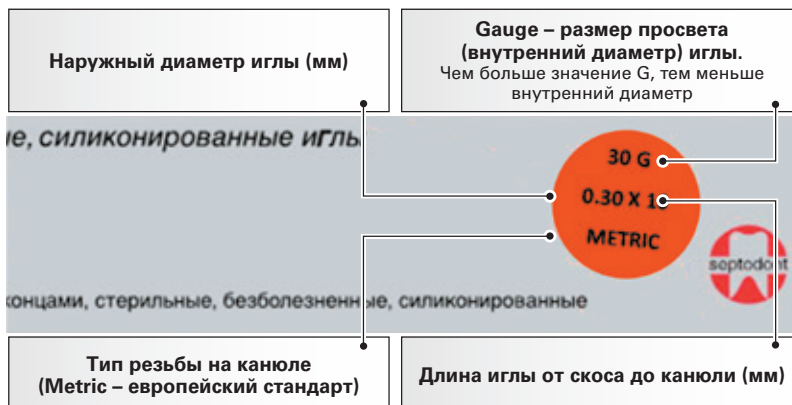 Наружный диаметр иглы (мм)
Gauge – размер просвета
(внутренний диаметр) иглы.
Чем больше значение G, тем меньше
внутренний диаметр
силиконированные иглы
30 G
0.30 X
METRIC
septodont
концами, стерильные, безболезненные, силиконированные
Тип резьбы на канюле
(Metric – европейский стандарт)
Длина иглы от скоса до канюли (мм)